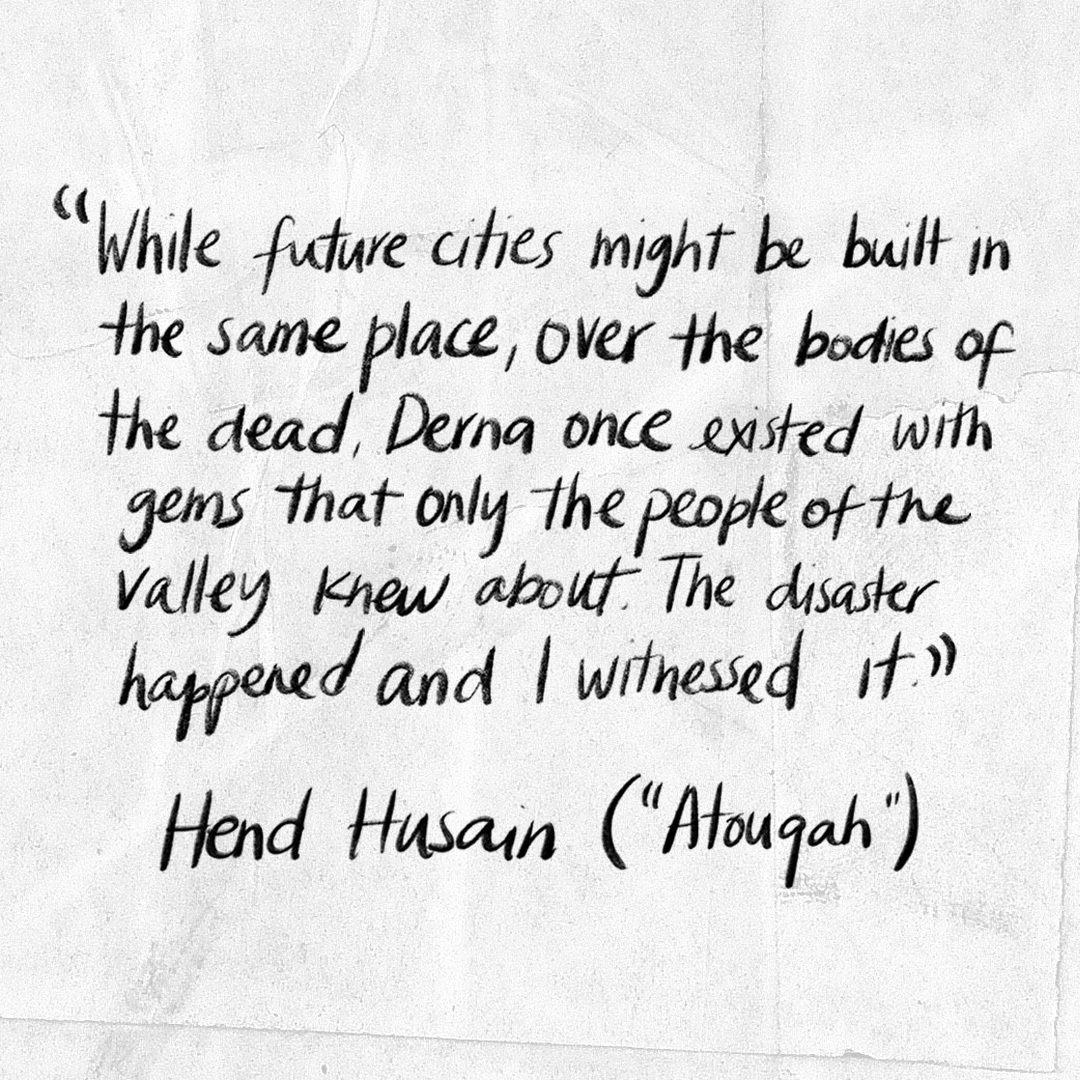 “While future cities might be built in
the same place, over the bodies of
the dead, Derna once existed with
gems that only the people of the
valley knew about. The disaster
happened and I witnessed it.”
Hend Husain (“Atouqah”)